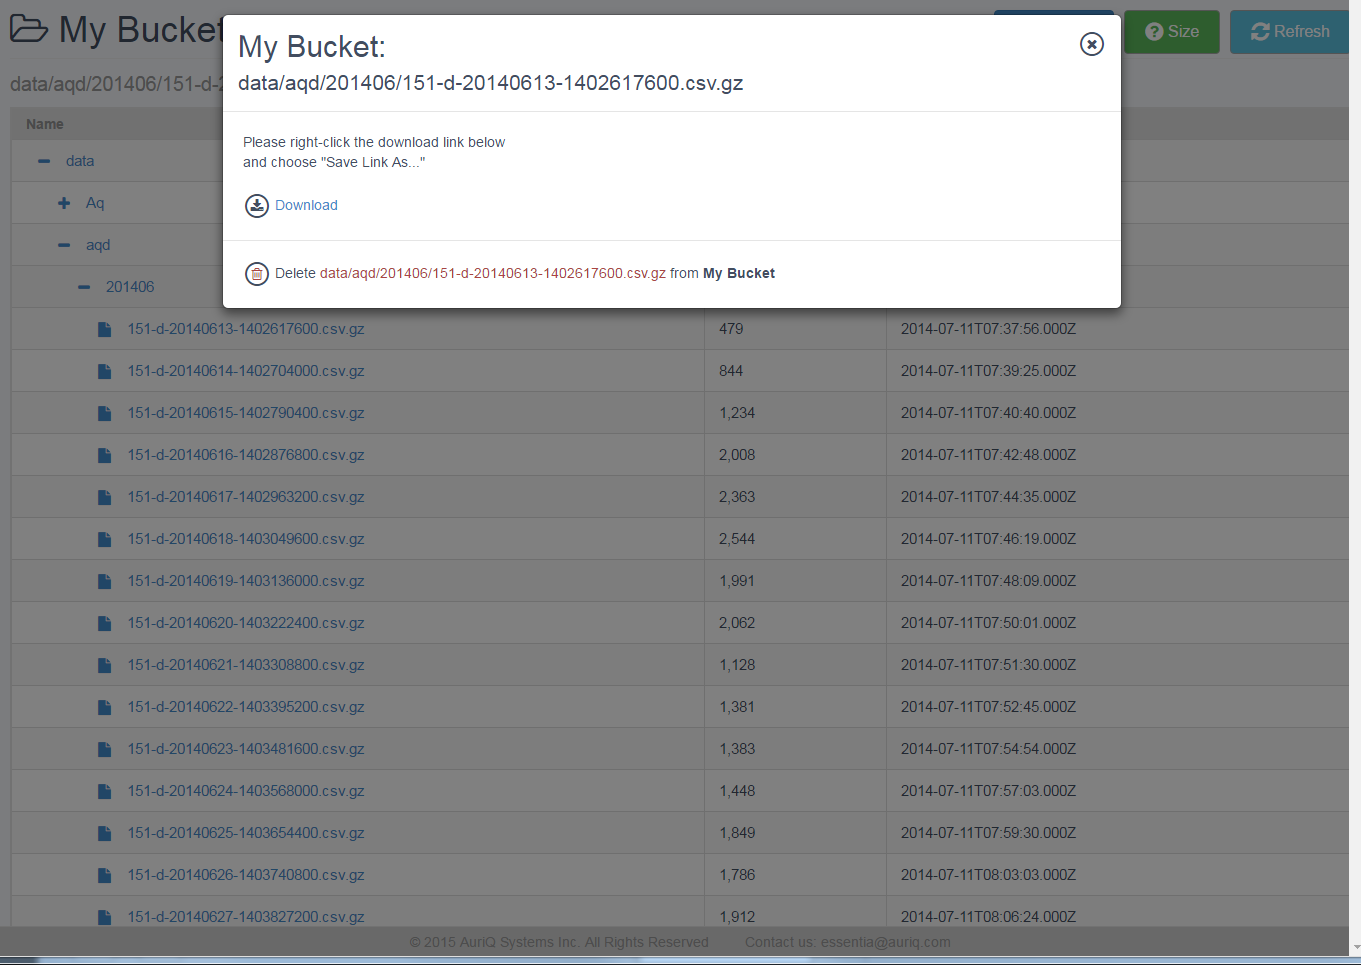 My Bucket
Size
Refresh
data/aqd/201406/151-d-2
My Bucket:
data/aqd/201406/151-d-20140613-1402617600.csv.gz
Please right-click the download link below
and choose "Save Link As..."
Download
Delete data/aqd/201406/151-d-20140613-1402617600.csv.gz from My Bucket
Name
data
Aq
aqd
201406
151-d-20140613-1402617600.csv.gz 479 2014-07-11T07:37:56.000Z
151-d-20140614-1402704000.csv.gz 844 2014-07-11T07:39:25.000Z
151-d-20140615-1402790400.csv.gz 1,234 2014-07-11T07:40:40.000Z
151-d-20140616-1402876800.csv.gz 2,008 2014-07-11T07:42:48.000Z
151-d-20140617-1402963200.csv.gz 2,363 2014-07-11T07:44:35.000Z
151-d-20140618-1403049600.csv.gz 2,544 2014-07-11T07:46:19.000Z
151-d-20140619-1403136000.csv.gz 1,991 2014-07-11T07:48:09.000Z
151-d-20140620-1403222400.csv.gz 2,062 2014-07-11T07:50:01.000Z
151-d-20140621-1403308800.csv.gz 1,128 2014-07-11T07:51:30.000Z
151-d-20140622-1403395200.csv.gz 1,381 2014-07-11T07:52:45.000Z
151-d-20140623-1403481600.csv.gz 1,383 2014-07-11T07:54:54.000Z
151-d-20140624-1403568000.csv.gz 1,448 2014-07-11T07:57:03.000Z
151-d-20140625-1403654400.csv.gz 1,849 2014-07-11T07:59:30.000Z
151-d-20140626-1403740800.csv.gz 1,786 2014-07-11T08:03:03.000Z
151-d-20140627-1403827200.csv.gz 1,912 2014-07-11T08:06:24.000Z
© 2015 AuriQ Systems Inc. All Rights Reserved Contact us: essentia@auriq.com